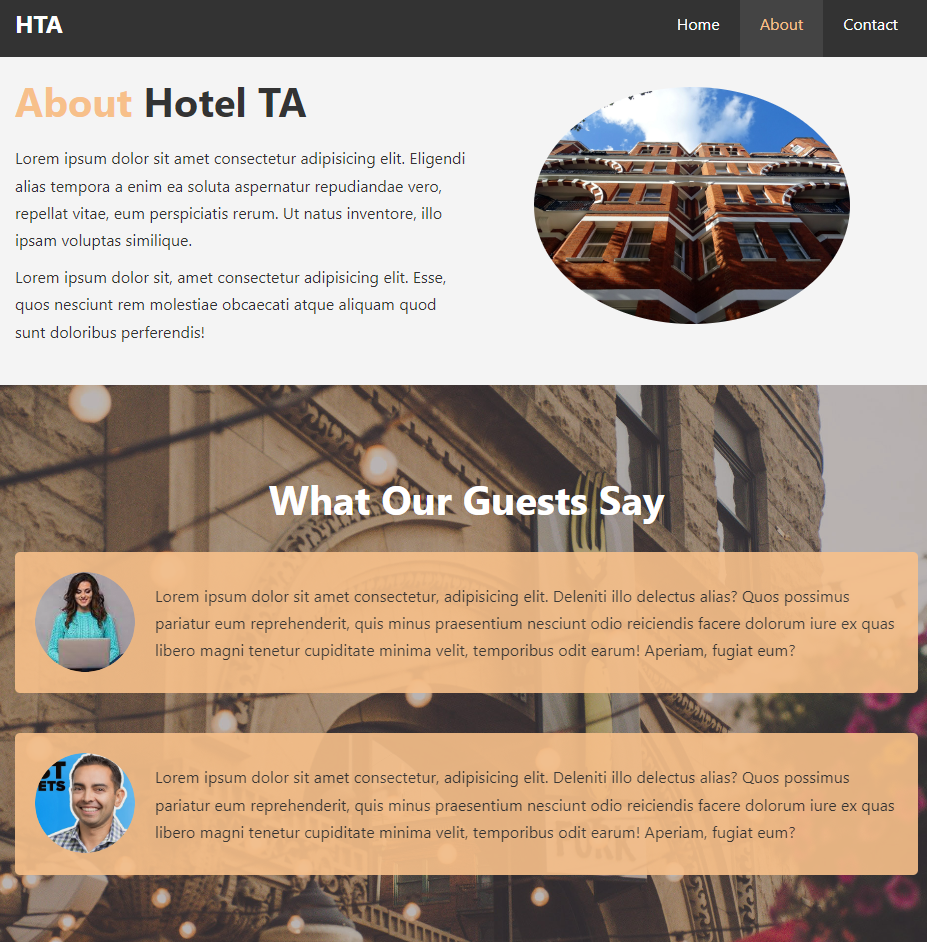 HTA
Home
About
Contact
About Hotel TA
Lorem ipsum dolor sit amet consectetur adipisicing elit. Eligendi
alias tempora a enim ea soluta aspernatur repudiandae vero,
repellat vitae, eum perspiciatis rerum. Ut natus inventore, illo
ipsam voluptas similique.
Lorem ipsum dolor sit, amet consectetur adipisicing elit. Esse,
quos nesciunt rem molestiae obcaecati atque aliquam quod
sunt doloribus perferendis!
What Our Guests Say
Lorem ipsum dolor sit amet consectetur, adipisicing elit. Deleniti illo delectus alias? Quos possimus
pariatur eum reprehenderit, quis minus praesentium nesciunt odio reiciendis facere dolorum iure ex quas
libero magni tenetur cupiditate minima velit, temporibus odit earum! Aperiam, fugiat eum?
Lorem ipsum dolor sit amet consectetur, adipisicing elit. Deleniti illo delectus alias? Quos possimus
pariatur eum reprehenderit, quis minus praesentium nesciunt odio reiciendis facere dolorum iure ex quas
libero magni tenetur cupiditate minima velit, temporibus odit earum! Aperiam, fugiat eum?